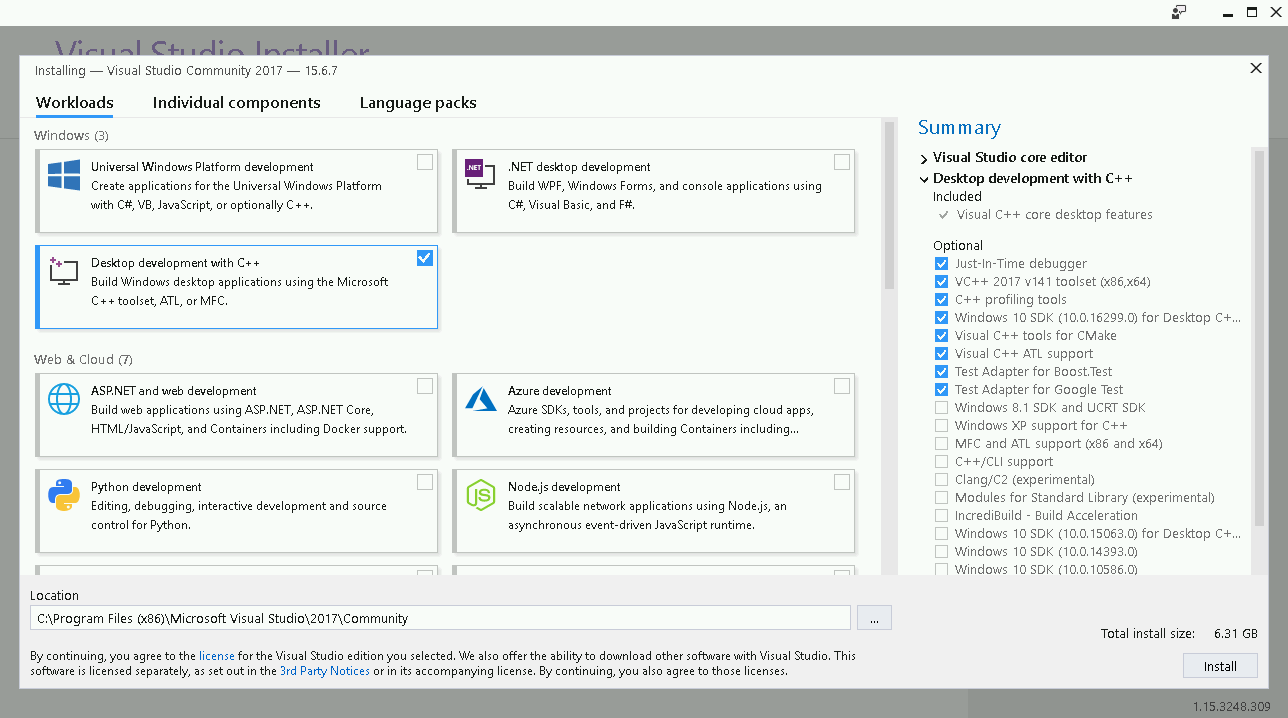 Visual Studio Installer
Installing — Visual Studio Community 2017 — 15.6.7
Workloads
Individual components
Language packs
Windows (3)
Universal Windows Platform development
Create applications for the Universal Windows Platform
with C#, VB, JavaScript, or optionally C++.
.NET
.NET desktop development
Build WPF, Windows Forms, and console applications using
C#, Visual Basic, and F#.
Desktop development with C++
Build Windows desktop applications using the Microsoft
C++ toolset, ATL, or MFC.
Web & Cloud (7)
ASP.NET and web development
Build web applications using ASP.NET, ASP.NET Core,
HTML/JavaScript, and Containers including Docker support.
Azure development
Azure SDKs, tools, and projects for developing cloud apps,
creating resources, and building Containers including...
Python development
Editing, debugging, interactive development and source
control for Python.
JS
Node.js development
Build scalable network applications using Node.js, an
asynchronous event-driven JavaScript runtime.
Summary
Visual Studio core editor
Desktop development with C++
Included
Visual C++ core desktop features
Optional
Just-In-Time debugger
VC++ 2017 v141 toolset (x86,x64)
C++ profiling tools
Windows 10 SDK (10.0.16299.0) for Desktop C+...
Visual C++ tools for CMake
Visual C++ ATL support
Test Adapter for Boost.Test
Test Adapter for Google Test
Windows 8.1 SDK and UCRT SDK
Windows XP support for C++
MFC and ATL support (x86 and x64)
C++/CLI support
Clang/C2 (experimental)
Modules for Standard Library (experimental)
IncrediBuild - Build Acceleration
Windows 10 SDK (10.0.15063.0) for Desktop C+...
Windows 10 SDK (10.0.14393.0)
Windows 10 SDK (10.0.10586.0)
Location
C:\Program Files (x86)\Microsoft Visual Studio\2017\Community
...
Total install size: 6.31 GB
By continuing, you agree to the license for the Visual Studio edition you selected. We also offer the ability to download other software with Visual Studio. This
software is licensed separately, as set out in the 3rd Party Notices or in its accompanying license. By continuing, you also agree to those licenses.
Install
1.15.3248.309